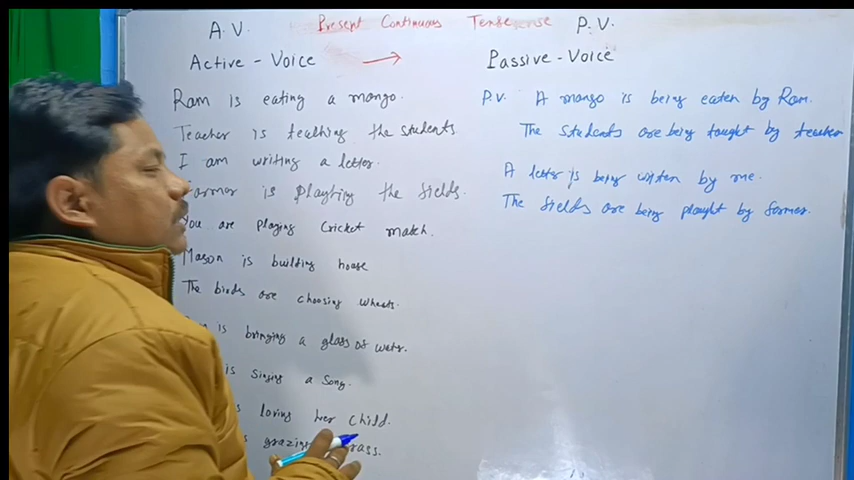 A.V. Present Continuous Tense P.V.
Active-Voice → Passive-Voice
Ram is eating a mango.
P.V. A mango is being eaten by Ram.
Teacher is teaching the students
The students are being taught by teacher
I am writing a letter.
A letter is being written by me.
is the fields.
The fields are being by farmer.
You are playing Cricket match.
Mason is building house
The birds are choosing wheats.
is bringing a glass of water.
is Singing a Song.
loving her child.